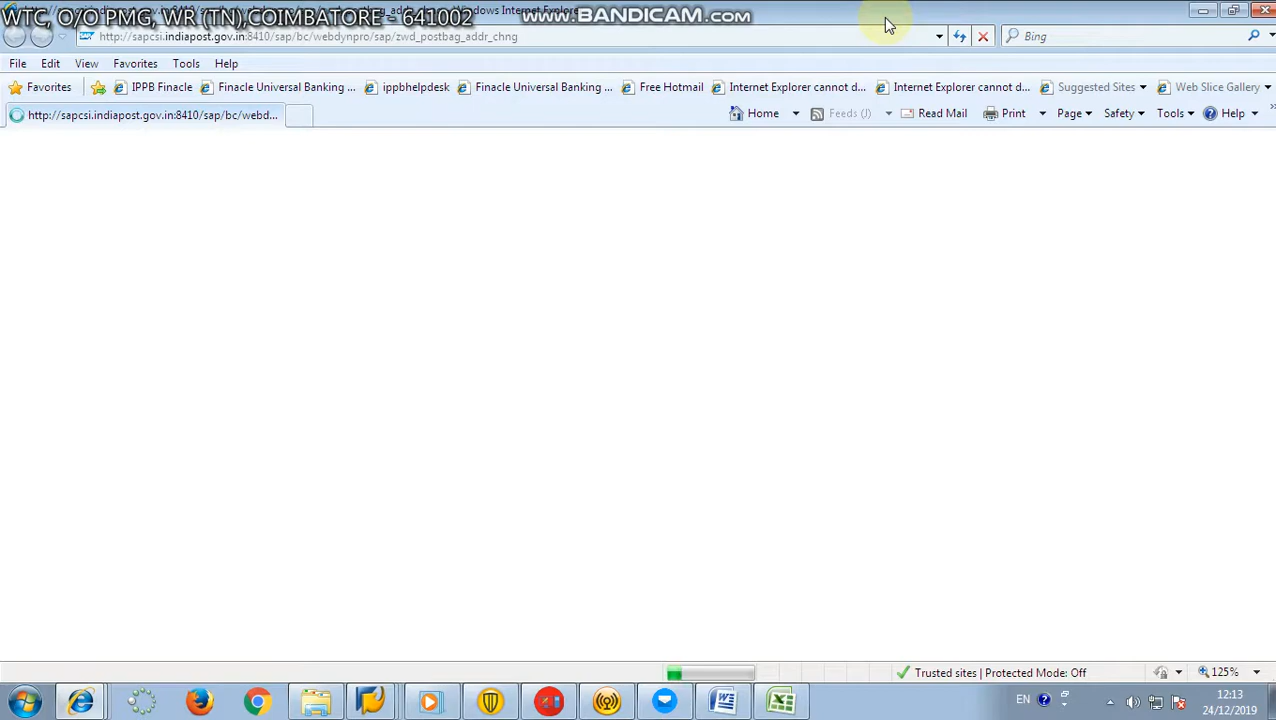 WTC, O/O PMG, WR (TN),COIMBATORE - 641002
WWW.BANDICAM.COM
http://sapcsi.indiapost.gov.in:8410/sap/bc/webdynpro/sap/zwd_postbag_addr_chng
Bing
File Edit View Favorites Tools Help
Favorites IPPB Finacle Finacle Universal Banking ... ippbhelpdesk Finacle Universal Banking ... Free Hotmail Internet Explorer cannot d... Internet Explorer cannot d... Suggested Sites Web Slice Gallery
http://sapcsi.indiapost.gov.in:8410/sap/bc/webd...
Home Feeds (J) Read Mail Print Page Safety Tools Help
Trusted sites | Protected Mode: Off
125%
EN
12:13
24/12/2019